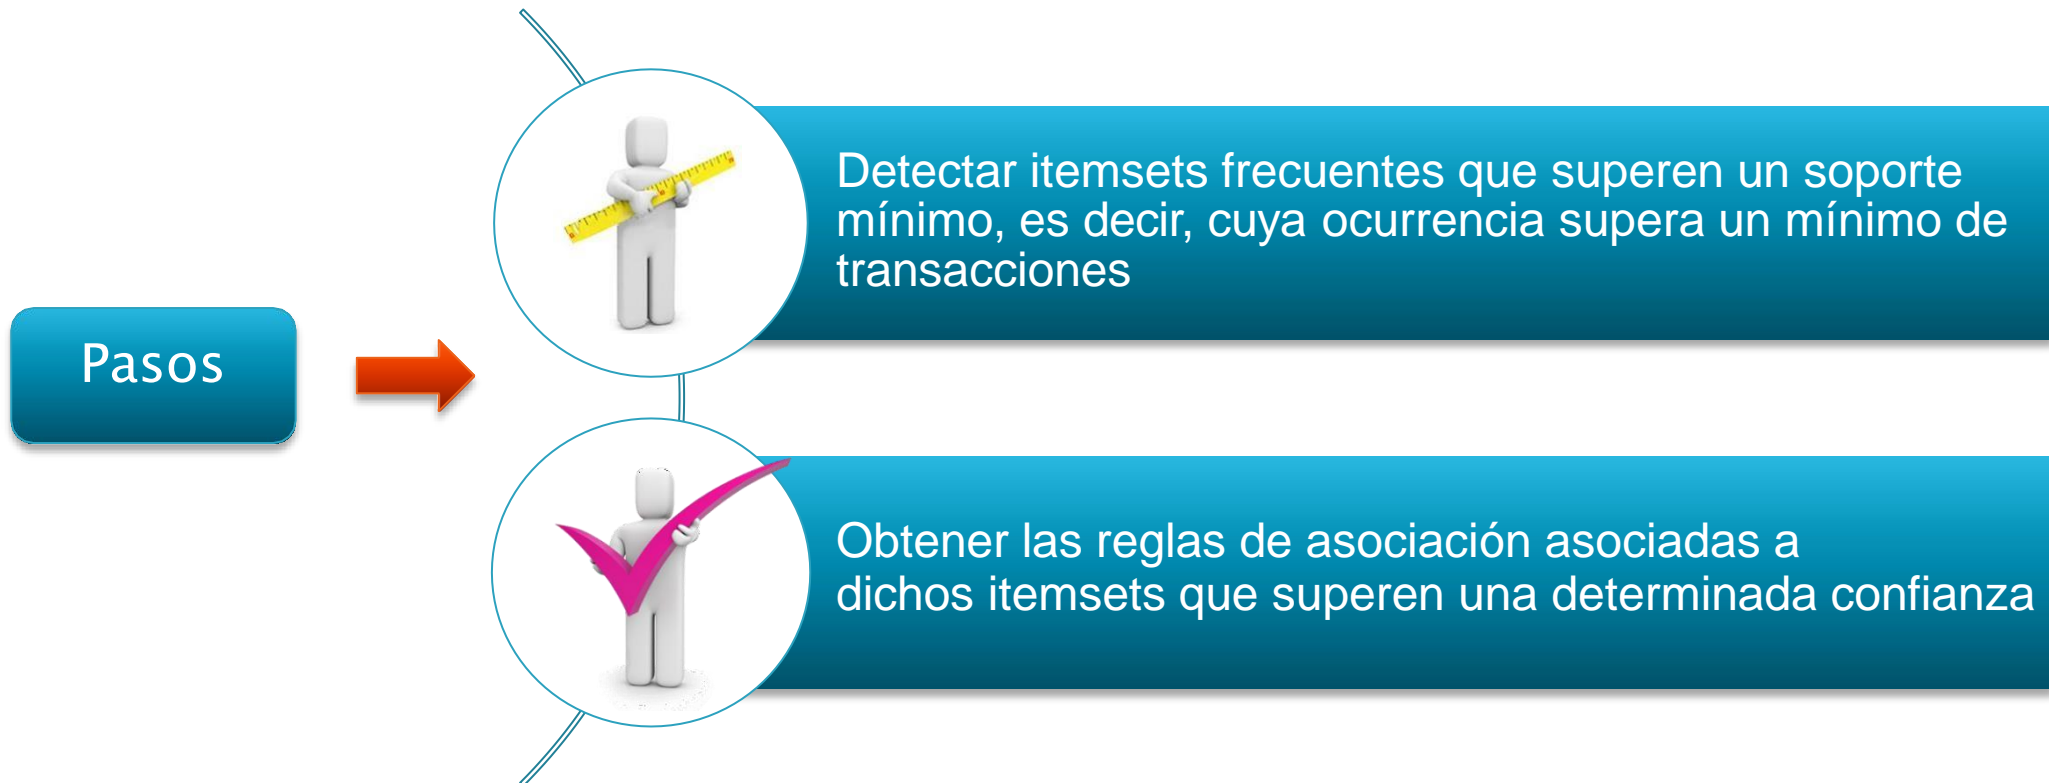 Pasos
Detectar itemsets frecuentes que superen un soporte
mínimo, es decir, cuya ocurrencia supera un mínimo de
transacciones
Obtener las reglas de asociación asociadas a
dichos itemsets que superen una determinada confianza